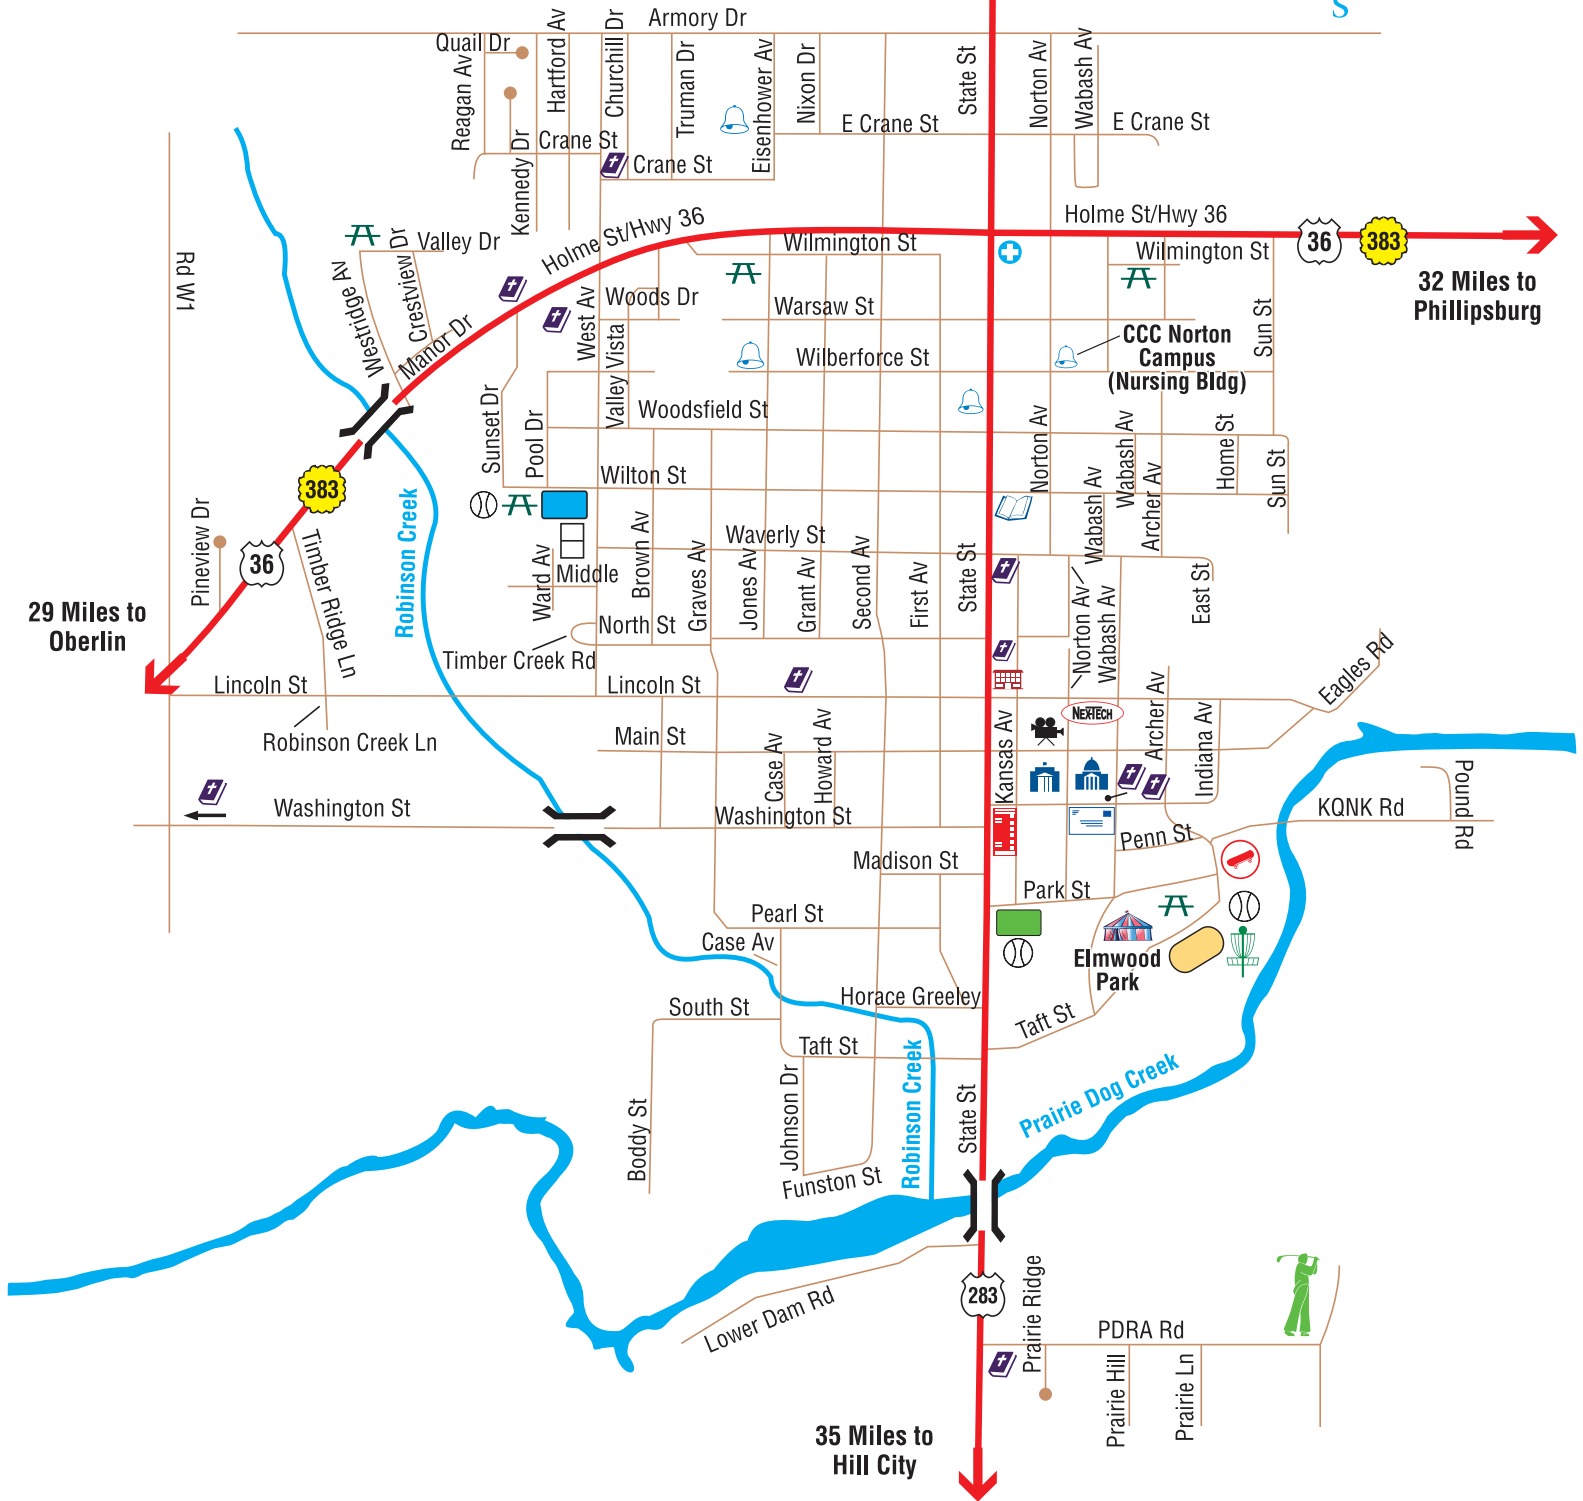 S
Armory Dr
Quail Dr
Reagan Av
Hartford Av
Churchill Dr
Truman Dr
Eisenhower Av
Nixon Dr
State St
Norton Av
Wabash Av
E Crane St
E Crane St
Crane St
Crane St
Kennedy Dr
Holme St/Hwy 36
Holme St/Hwy 36
36
383
32 Miles to
Phillipsburg
Wilmington St
Wilmington St
Valley Dr
Crestview Dr
Westridge Av
Manor Dr
Rd W1
Woods Dr
West Av
Valley Vista
Warsaw St
Sun St
CCC Norton
Campus
(Nursing Bldg)
Wilberforce St
Woodsfield St
Sunset Dr
Pool Dr
Wilton St
Norton Av
Wabash Av
Wabash Av
Archer Av
Home St
Sun St
383
36
Pineview Dr
Timber Ridge Ln
Robinson Creek
29 Miles to
Oberlin
Waverly St
Ward Av
Middle
Brown Av
Graves Av
Jones Av
Grant Av
Second Av
First Av
State St
Norton Av
Wabash Av
East St
North St
Timber Creek Rd
Lincoln St
Lincoln St
Eagles Rd
Robinson Creek Ln
Main St
Case Av
Howard Av
Kansas Av
NEX-TECH
Archer Av
Indiana Av
Washington St
Washington St
KQNK Rd
Pound Rd
Penn St
Madison St
Park St
Pearl St
Case Av
Elmwood
Park
Horace Greeley
South St
Taft St
Taft St
Boddy St
Johnson Dr
Robinson Creek
State St
Prairie Dog Creek
Funston St
Lower Dam Rd
283
Prairie Ridge
PDRA Rd
Prairie Hill
Prairie Ln
35 Miles to
Hill City